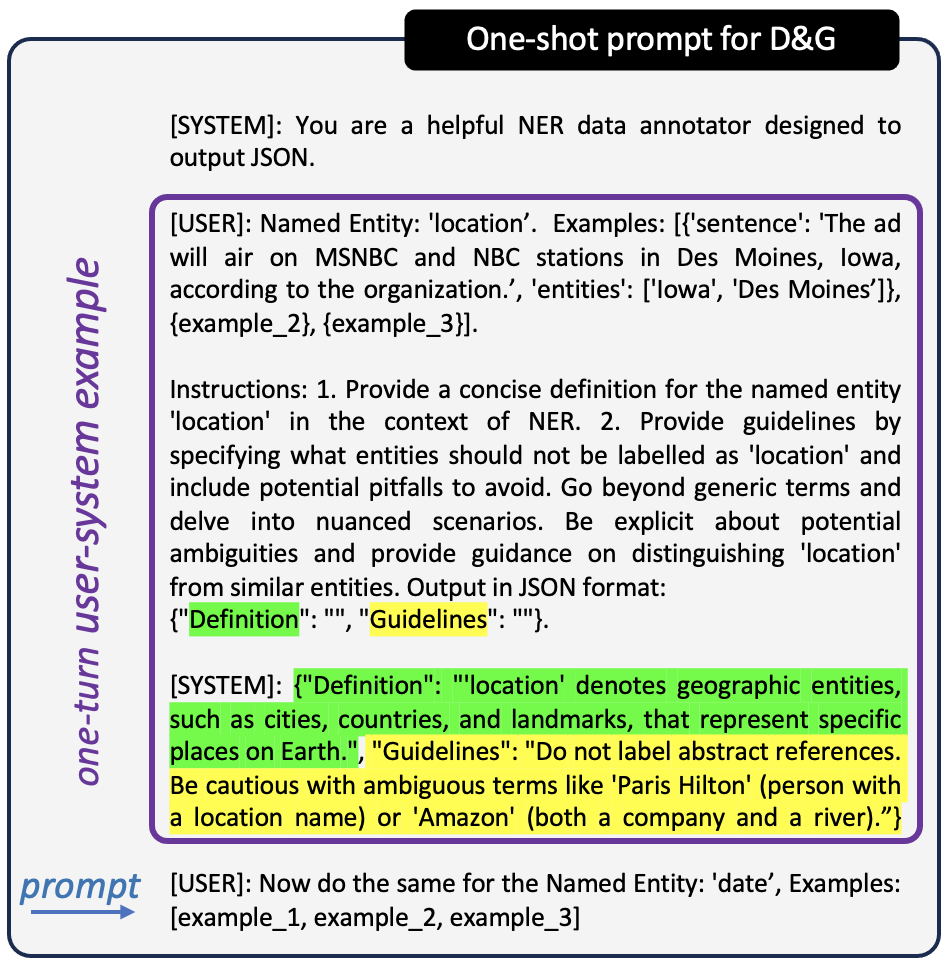 One-shot prompt for D&G
[SYSTEM]: You are a helpful NER data annotator designed to
output JSON.
one-turn user-system example
[USER]: Named Entity: 'location’.  Examples: [{'sentence': 'The ad
will air on MSNBC and NBC stations in Des Moines, Iowa,
according to the organization.’, 'entities': ['Iowa', 'Des Moines’]},
{example_2}, {example_3}].
Instructions: 1. Provide a concise definition for the named entity
'location' in the context of NER. 2. Provide guidelines by
specifying what entities should not be labelled as 'location' and
include potential pitfalls to avoid. Go beyond generic terms and
delve into nuanced scenarios. Be explicit about potential
ambiguities and provide guidance on distinguishing 'location'
from similar entities. Output in JSON format:
{"Definition": "", "Guidelines": ""}.
[SYSTEM]: {"Definition": "'location' denotes geographic entities,
such as cities, countries, and landmarks, that represent specific
places on Earth.", "Guidelines": "Do not label abstract references.
Be cautious with ambiguous terms like 'Paris Hilton' (person with
a location name) or 'Amazon' (both a company and a river).”}
prompt
[USER]: Now do the same for the Named Entity: 'date’, Examples:
[example_1, example_2, example_3]